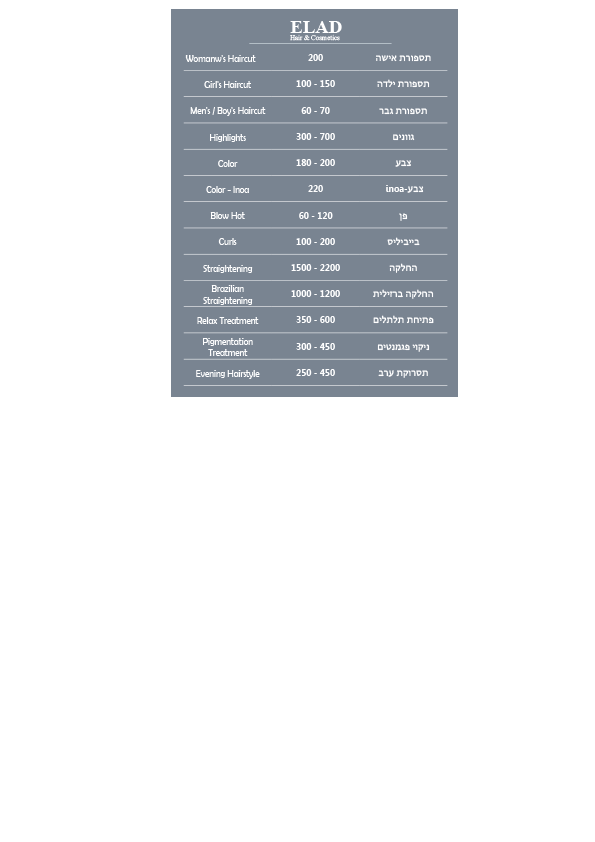 ELAD
Hair & Cosmetics
Womanw's Haircut 200 תספורת אישה
Girl's Haircut 100 - 150 תספורת ילדה
Men's / Boy's Haircut 60 - 70 תספורת גבר
Highlights 300 - 700 גוונים
Color 180 - 200 צבע
Color - Inoa 220 צבע-inoa
Blow Hot 60 - 120 פן
Curls 100 - 200 בייביליס
Straightening 1500 - 2200 החלקה
Brazilian
Straightening 1000 - 1200 החלקה ברזילית
Relax Treatment 350 - 600 פתיחת תלתלים
Pigmentation
Treatment 300 - 450 ניקוי פגמנטים
Evening Hairstyle 250 - 450 תסרוקת ערב